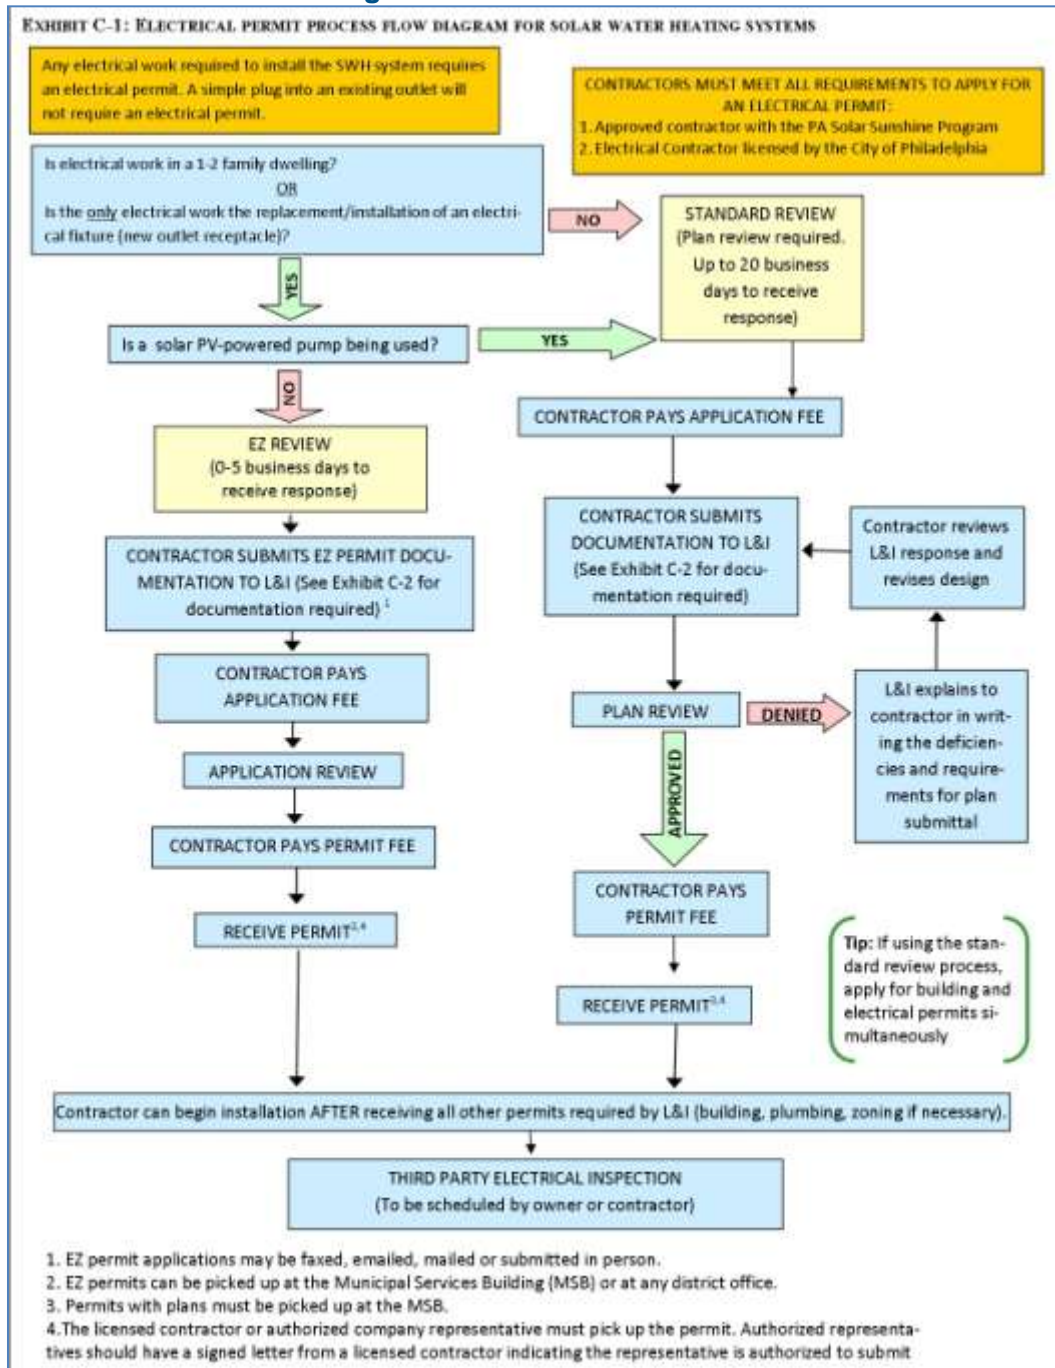 EXHIBIT C-1: ELECTRICAL PERMIT PROCESS FLOW DIAGRAM FOR SOLAR WATER HEATING SYSTEMS
Any electrical work required to install the SWH system requires
an electrical permit. A simple plug into an existing outlet will
not require an electrical permit.
CONTRACTORS MUST MEET ALL REQUIREMENTS TO APPLY FOR
AN ELECTRICAL PERMIT:
1. Approved contractor with the PA Solar Sunshine Program
2. Electrical Contractor licensed by the City of Philadelphia
Is electrical work in a 1-2 family dwelling?
OR
Is the only electrical work the replacement/installation of an electri-
cal fixture (new outlet receptacle)?
NO
STANDARD REVIEW
(Plan review required.
Up to 20 business
days to receive
response)
YES
Is a solar PV-powered pump being used?
YES
NO
CONTRACTOR PAYS APPLICATION FEE
EZ REVIEW
(0-5 business days to
receive response)
CONTRACTOR SUBMITS
DOCUMENTATION TO L&I
(See Exhibit C-2 for docu-
mentation required)
Contractor reviews
L&I response and
revises design
CONTRACTOR SUBMITS EZ PERMIT DOCU-
MENTATION TO L&I (See Exhibit C-2 for
documentation required) 1
CONTRACTOR PAYS
APPLICATION FEE
PLAN REVIEW
DENIED
L&I explains to
contractor in writ-
ing the deficien-
cies and require-
ments for plan
submittal
APPLICATION REVIEW
APPROVED
CONTRACTOR PAYS PERMIT FEE
CONTRACTOR PAYS
PERMIT FEE
RECEIVE PERMIT2,4
Tip: If using the stan-
dard review process,
apply for building and
electrical permits si-
multaneously
RECEIVE PERMIT3,4
Contractor can begin installation AFTER receiving all other permits required by L&I (building, plumbing, zoning if necessary).
THIRD PARTY ELECTRICAL INSPECTION
(To be scheduled by owner or contractor)
1. EZ permit applications may be faxed, emailed, mailed or submitted in person.
2. EZ permits can be picked up at the Municipal Services Building (MSB) or at any district office.
3. Permits with plans must be picked up at the MSB.
4.The licensed contractor or authorized company representative must pick up the permit. Authorized representa-
tives should have a signed letter from a licensed contractor indicating the representative is authorized to submit